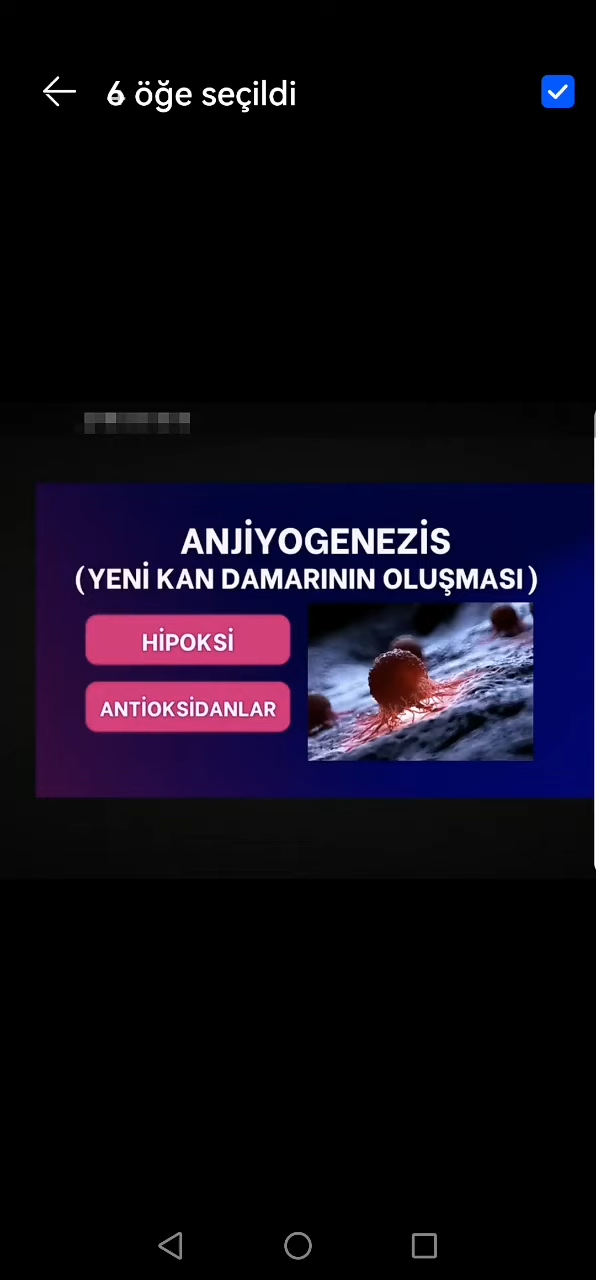 6 öğe seçildi
ANJİYOGENEZİS
(YENİ KAN DAMARININ OLUŞMASI)
HİPOKSİ
ANTİOKSİDANLAR